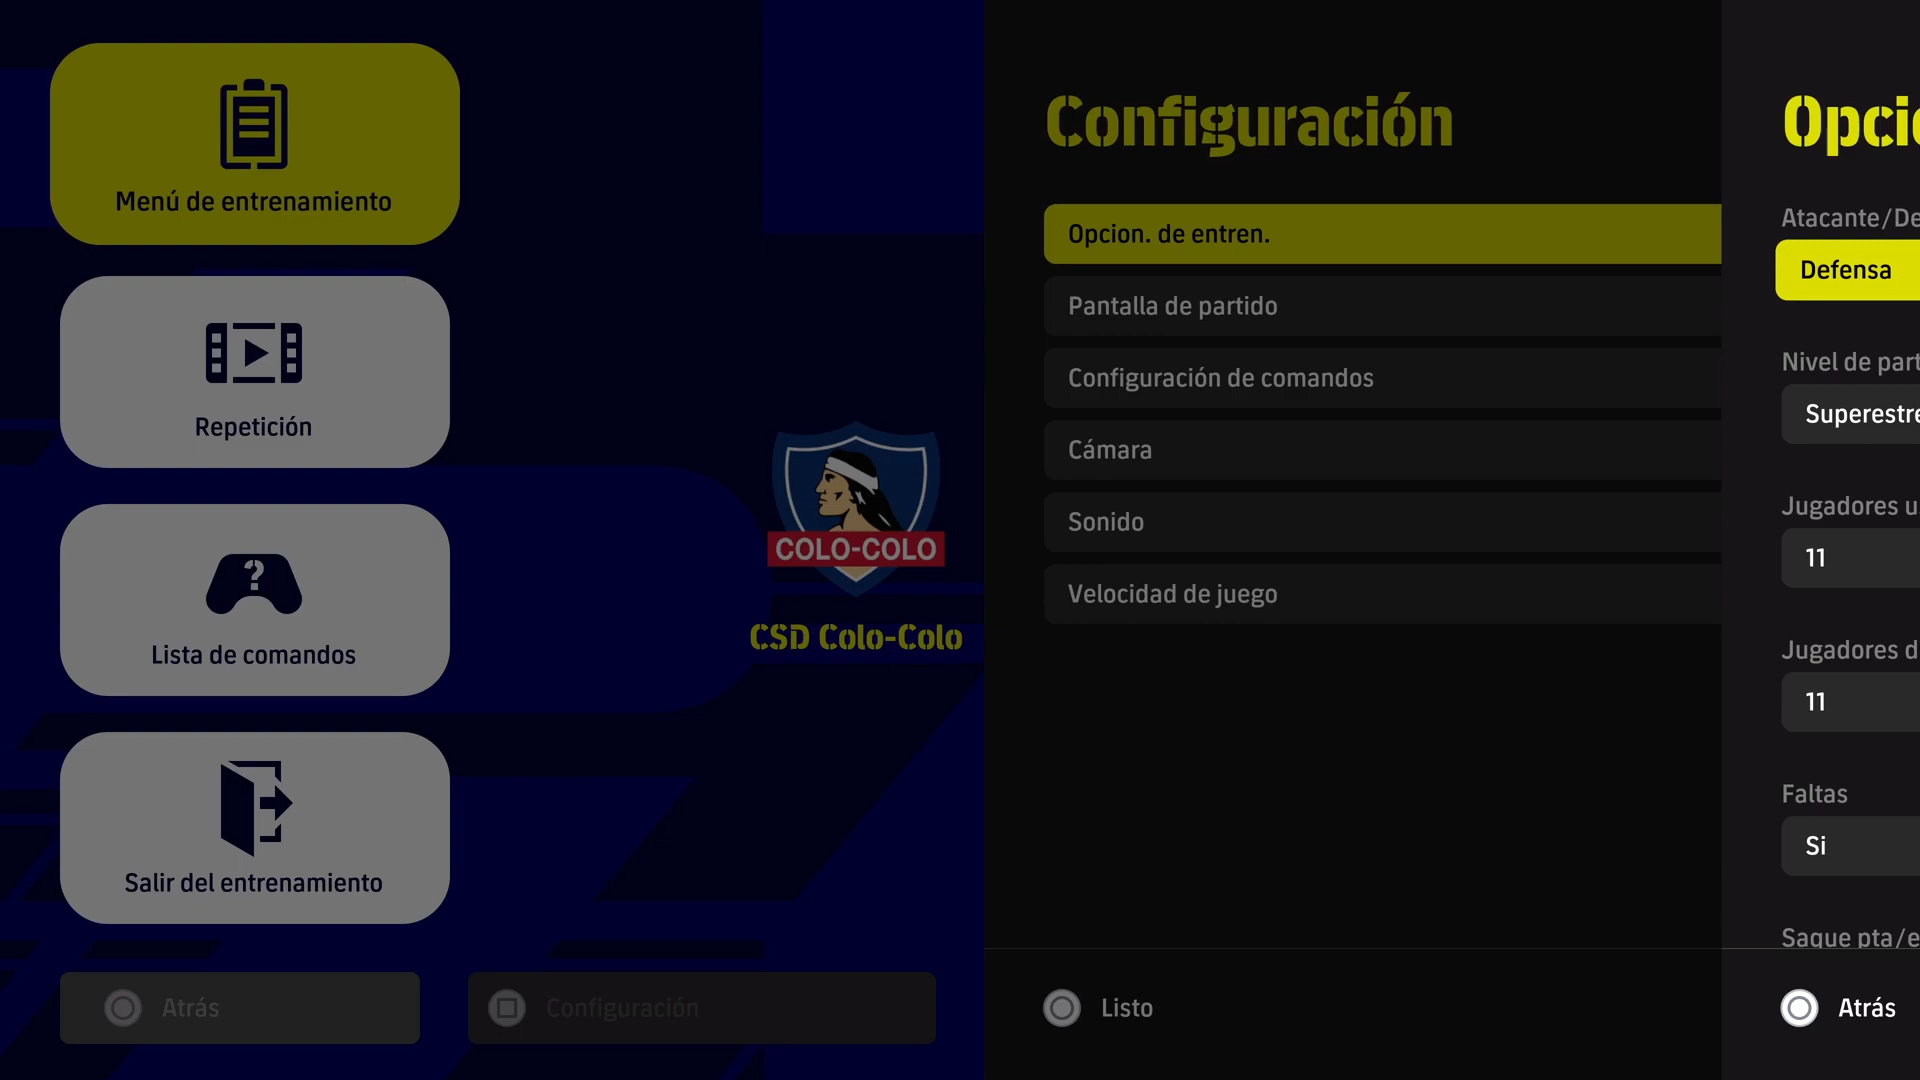 Menú de entrenamiento
Repetición
Lista de comandos
Salir del entrenamiento
Atrás
Configuración
COLO-COLO
CSD Colo-Colo
Configuración
Opcion. de entren.
Pantalla de partido
Configuración de comandos
Cámara
Sonido
Velocidad de juego
Listo
Opcio
Atacante/De
Defensa
Nivel de part
Superestre
Jugadores u
11
Jugadores d
11
Faltas
Si
Saque pta/e
Atrás